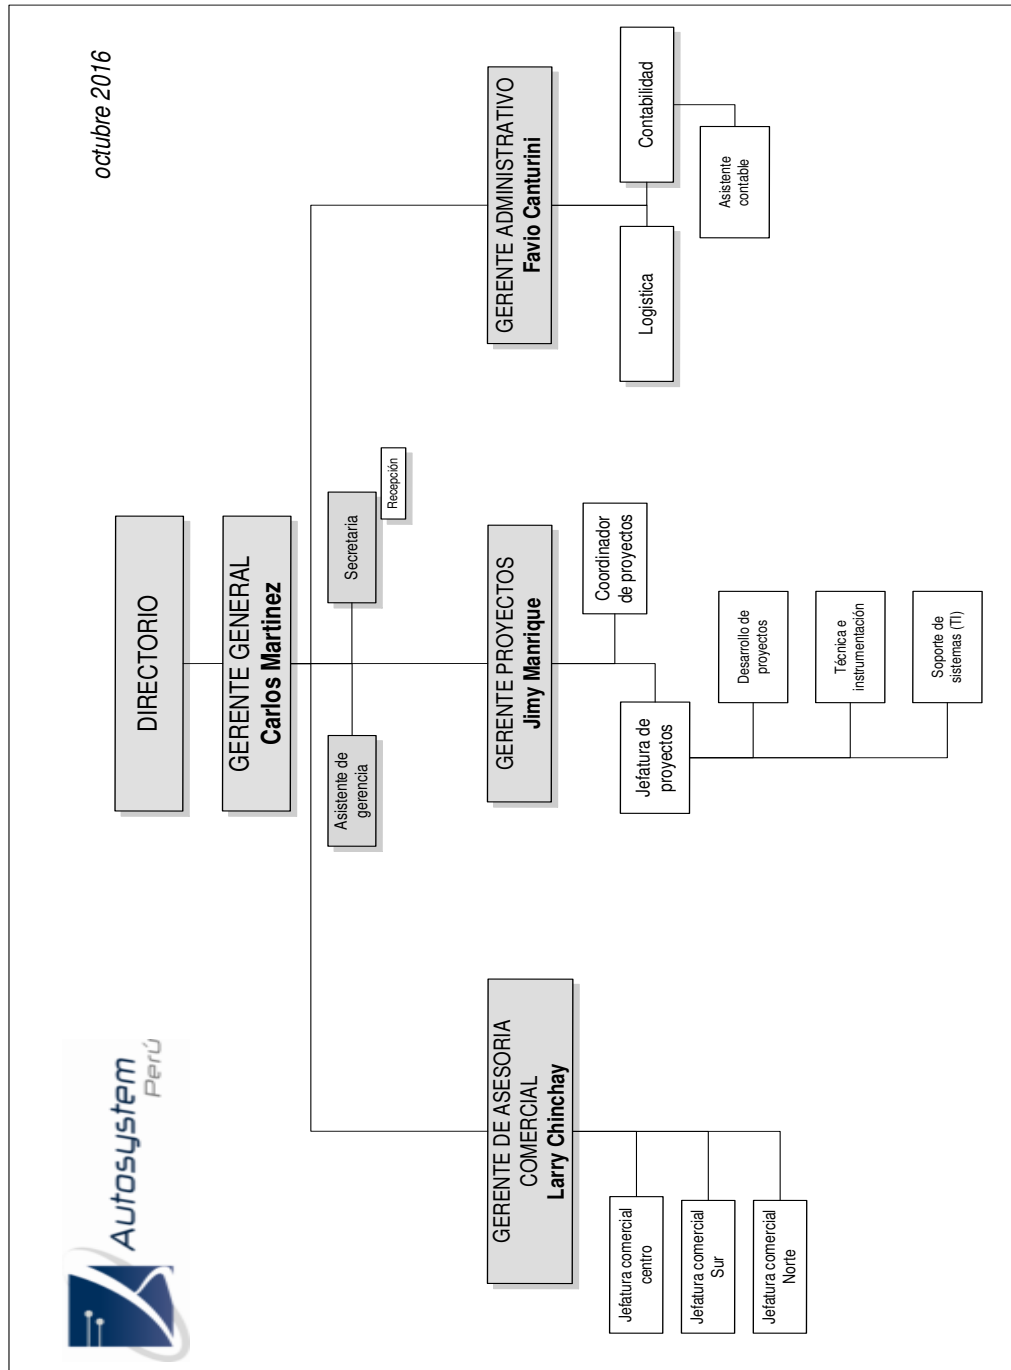 Autosystem
Perú
octubre 2016
DIRECTORIO
GERENTE GENERAL
Carlos Martinez
Asistente de
gerencia
Secretaria
Recepción
GERENTE DE ASESORIA
COMERCIAL
Larry Chinchay
Jefatura comercial
centro
Jefatura comercial
Sur
Jefatura comercial
Norte
GERENTE PROYECTOS
Jimy Manrique
Jefatura de
proyectos
Coordinador
de proyectos
Desarrollo de
proyectos
Técnica e
instrumentación
Soporte de
sistemas (TI)
GERENTE ADMINISTRATIVO
Favio Canturini
Logistica
Contabilidad
Asistente
contable